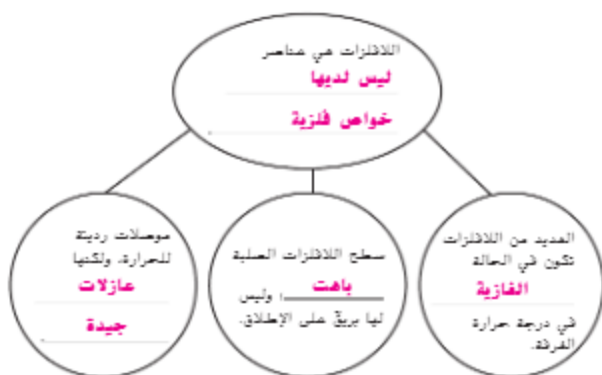 اللافلزات هي عناصر
ليس لديها
خواص فلزية.
العديد من اللافلزات
تكون في الحالة
الغازية
في درجة حرارة
الغرفة.
سطح اللافلزات الصلبة
باهت؛ وليس
لها بريق على الإطلاق.
موصلات رديئة
للحرارة، ولكنها
عازلات
جيدة.